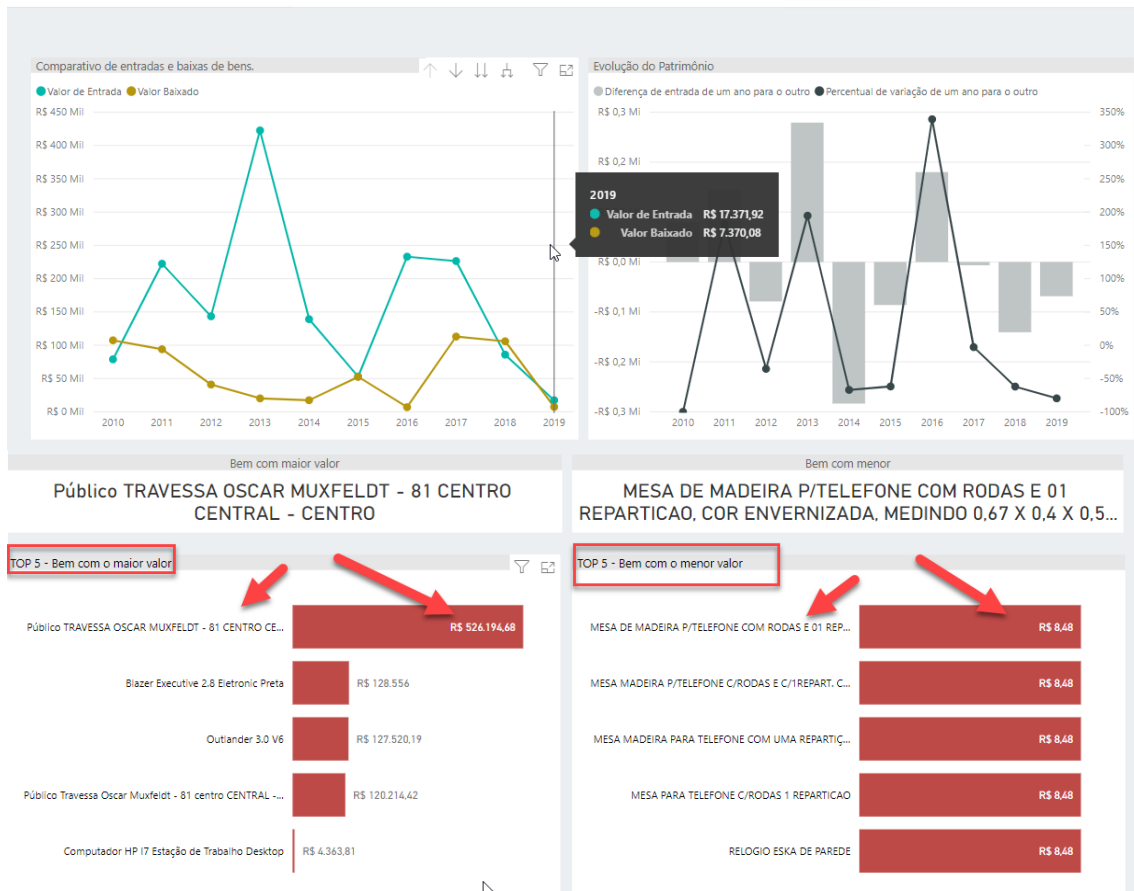 Comparativo de entradas e baixas de bens.
Valor de Entrada Valor Baixado
R$ 450 Mil
R$ 400 Mil
R$ 350 Mil
R$ 300 Mil
R$ 250 Mil
R$ 200 Mil
R$ 150 Mil
R$ 100 Mil
R$ 50 Mil
R$ 0 Mil
2010 2011 2012 2013 2014 2015 2016 2017 2018 2019
Evolução do Patrimônio
Diferença de entrada de um ano para o outro Percentual de variação de um ano para o outro
R$ 0,3 Mi
R$ 0,2 Mi
R$ 0,0 Mi
-R$ 0,1 Mi
-R$ 0,2 Mi
-R$ 0,3 Mi
350%
300%
250%
200%
150%
100%
50%
0%
-50%
-100%
2010 2011 2012 2013 2014 2015 2016 2017 2018 2019
2019
Valor de Entrada R$ 17.371,92
Valor Baixado R$ 7.370,08
Bem com maior valor
Público TRAVESSA OSCAR MUXFELDT - 81 CENTRO
CENTRAL - CENTRO
Bem com menor
MESA DE MADEIRA P/TELEFONE COM RODAS E 01
REPARTICAO, COR ENVERNIZADA, MEDINDO 0,67 X 0,4 X 0,5...
TOP 5 - Bem com o maior valor
Público TRAVESSA OSCAR MUXFELDT - 81 CENTRO CE... R$ 526.194,68
Blazer Executive 2.8 Eletronic Preta R$ 128.556
Outlander 3.0 V6 R$ 127.520,19
Público Travessa Oscar Muxfeldt - 81 centro CENTRAL -... R$ 120.214,42
Computador HP I7 Estação de Trabalho Desktop R$ 4.363,81
TOP 5 - Bem com o menor valor
MESA DE MADEIRA P/TELEFONE COM RODAS E 01 REP... R$ 8,48
MESA MADEIRA P/TELEFONE C/RODAS E C/1REPART. C... R$ 8,48
MESA MADEIRA PARA TELEFONE COM UMA REPARTIÇ... R$ 8,48
MESA PARA TELEFONE C/RODAS 1 REPARTICAO R$ 8,48
RELOGIO ESKA DE PAREDE R$ 8,48